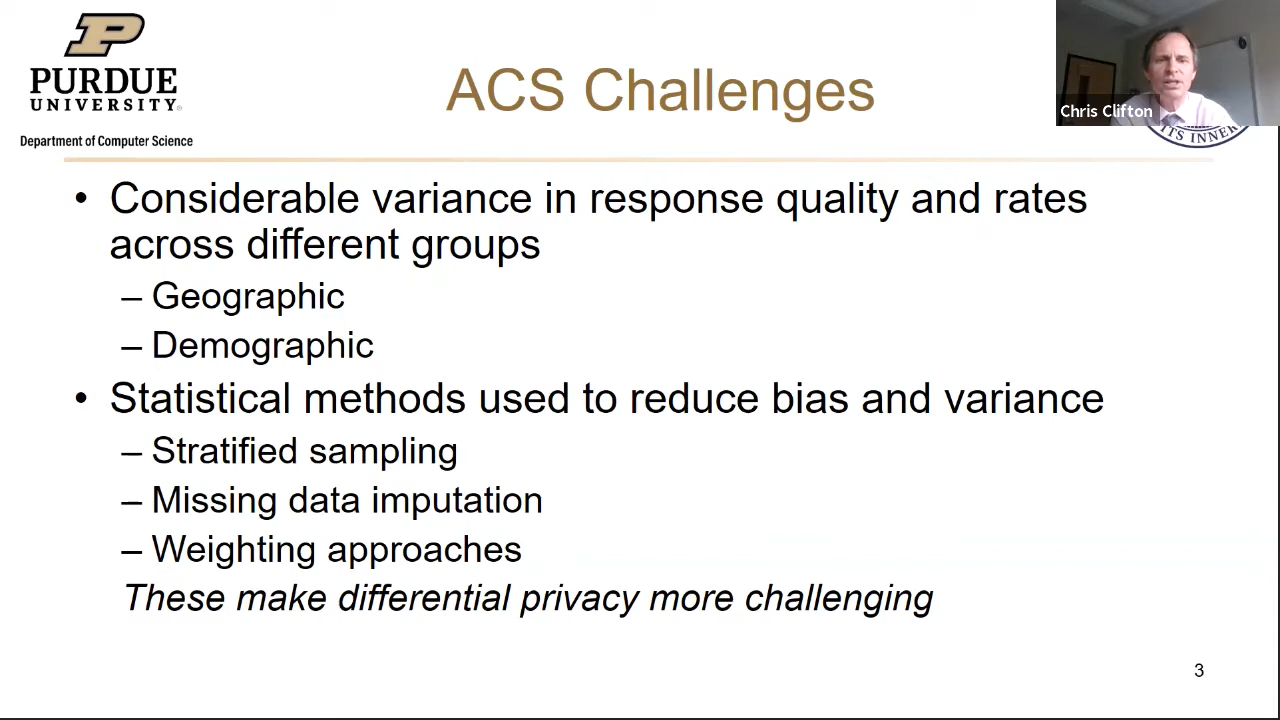 PURDUE
UNIVERSITY®
Department of Computer Science
ACS Challenges
Chris Clifton
ITS INNER
• Considerable variance in response quality and rates
across different groups
– Geographic
– Demographic
• Statistical methods used to reduce bias and variance
– Stratified sampling
– Missing data imputation
– Weighting approaches
These make differential privacy more challenging
3